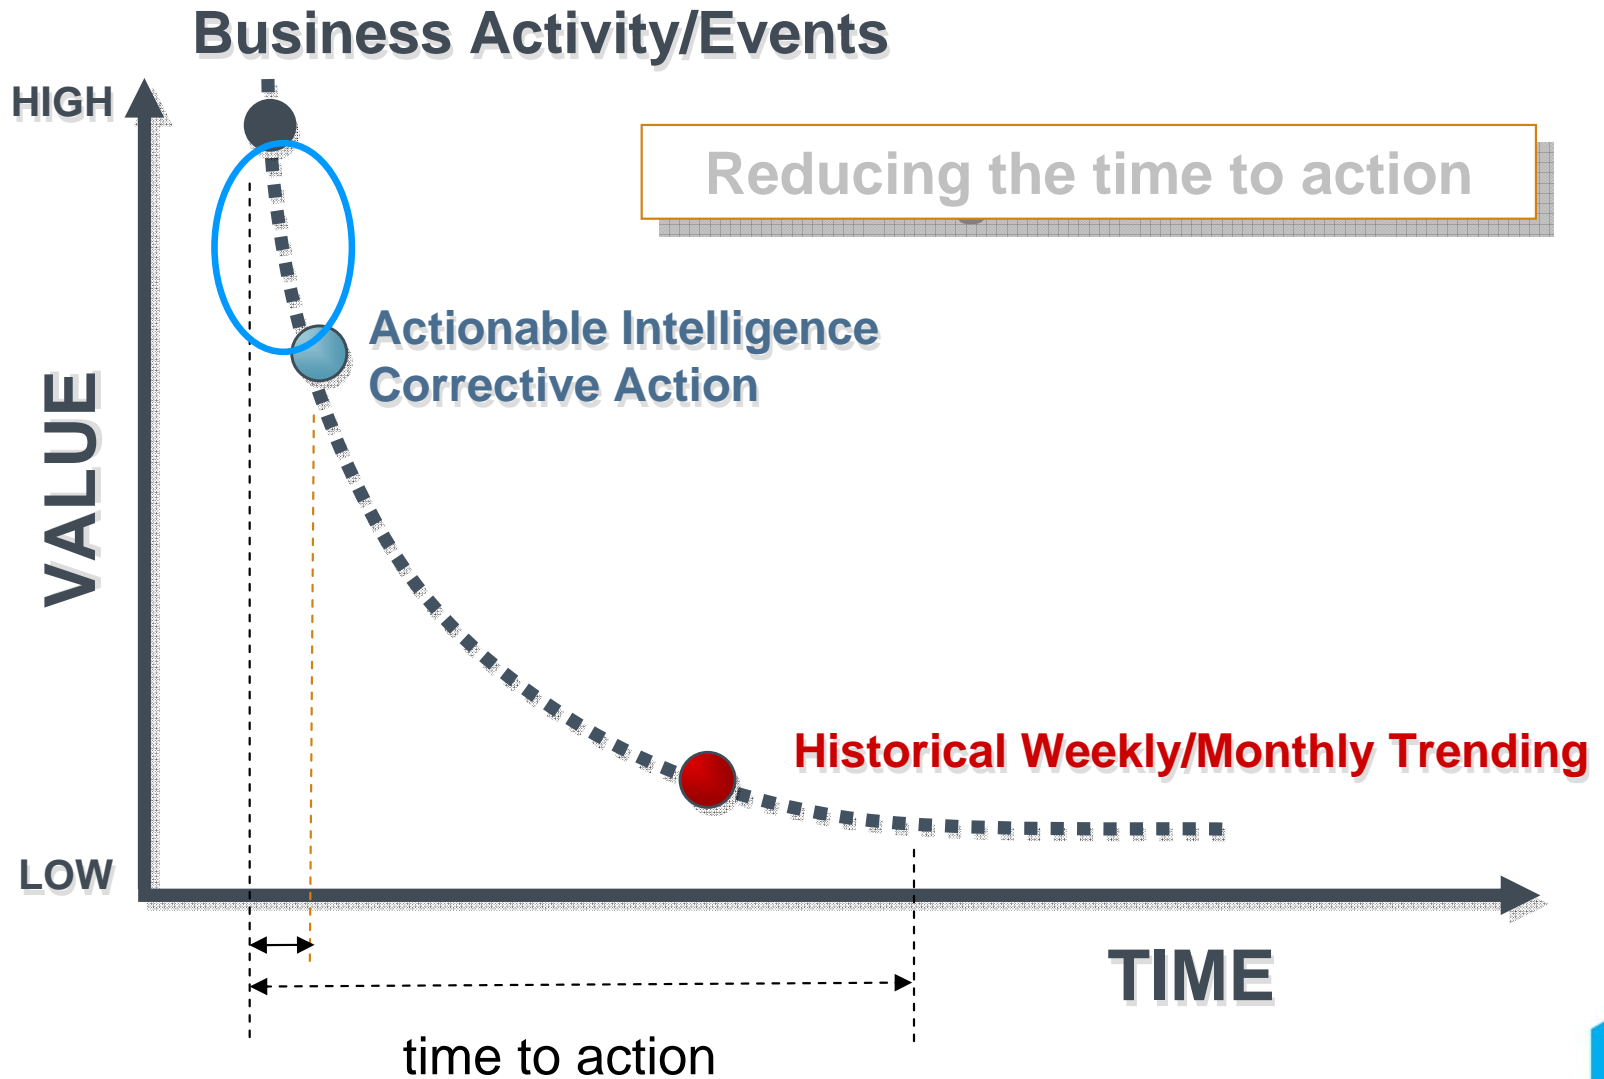 Business Activity/Events
HIGH
Reducing the time to action
Actionable Intelligence
Corrective Action
VALUE
Historical Weekly/Monthly Trending
LOW
TIME
time to action